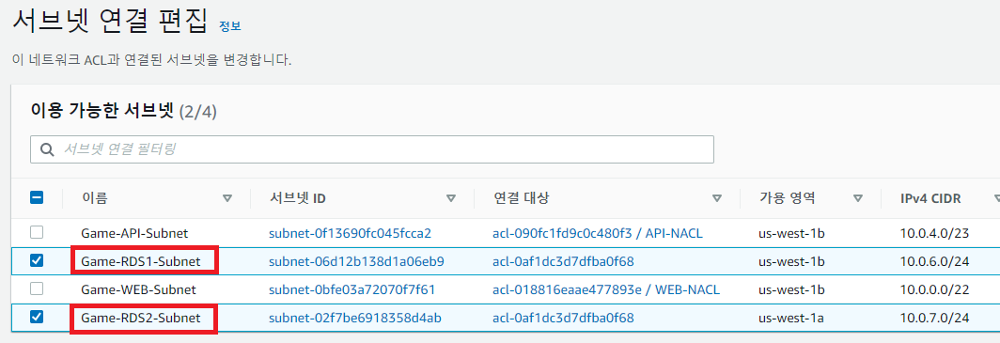 서브넷 연결 편집 정보
이 네트워크 ACL과 연결된 서브넷을 변경합니다.
이용 가능한 서브넷 (2/4)
서브넷 연결 필터링
이름 서브넷 ID 연결 대상 가용 영역 IPv4 CIDR
Game-API-Subnet subnet-0f13690fc045fcca2 acl-090fc1fd9c0c480f3 / API-NACL us-west-1b 10.0.4.0/23
Game-RDS1-Subnet subnet-06d12b138d1a06eb9 acl-0af1dc3d7dfba0f68 us-west-1b 10.0.6.0/24
Game-WEB-Subnet subnet-0bfe03a72070f7f61 acl-018816eaae477893e / WEB-NACL us-west-1b 10.0.0.0/22
Game-RDS2-Subnet subnet-02f7be6918358d4ab acl-0af1dc3d7dfba0f68 us-west-1a 10.0.7.0/24